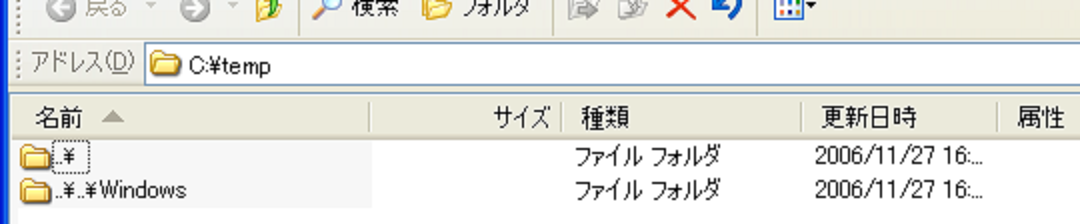 戻る 検索 フォルダ
アドレス(D) C:¥temp
名前 サイズ 種類 更新日時 属性
..¥ ファイル フォルダ 2006/11/27 16:...
..¥..¥Windows ファイル フォルダ 2006/11/27 16:...